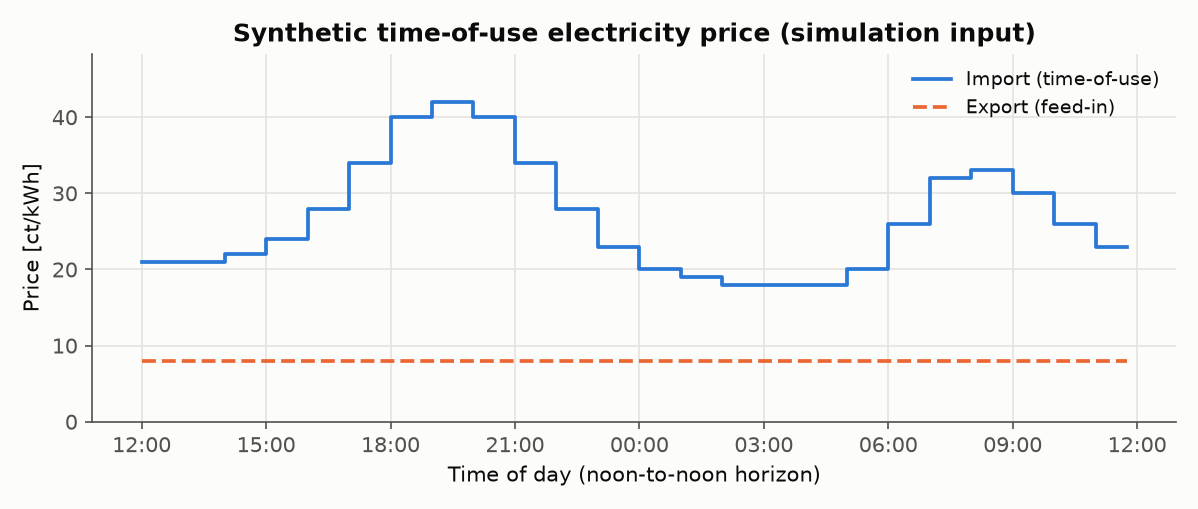 Synthetic time-of-use electricity price (simulation input)
Import (time-of-use)
Export (feed-in)
Price [ct/kWh]
40
30
20
10
0
12:00 15:00 18:00 21:00 00:00 03:00 06:00 09:00 12:00
Time of day (noon-to-noon horizon)